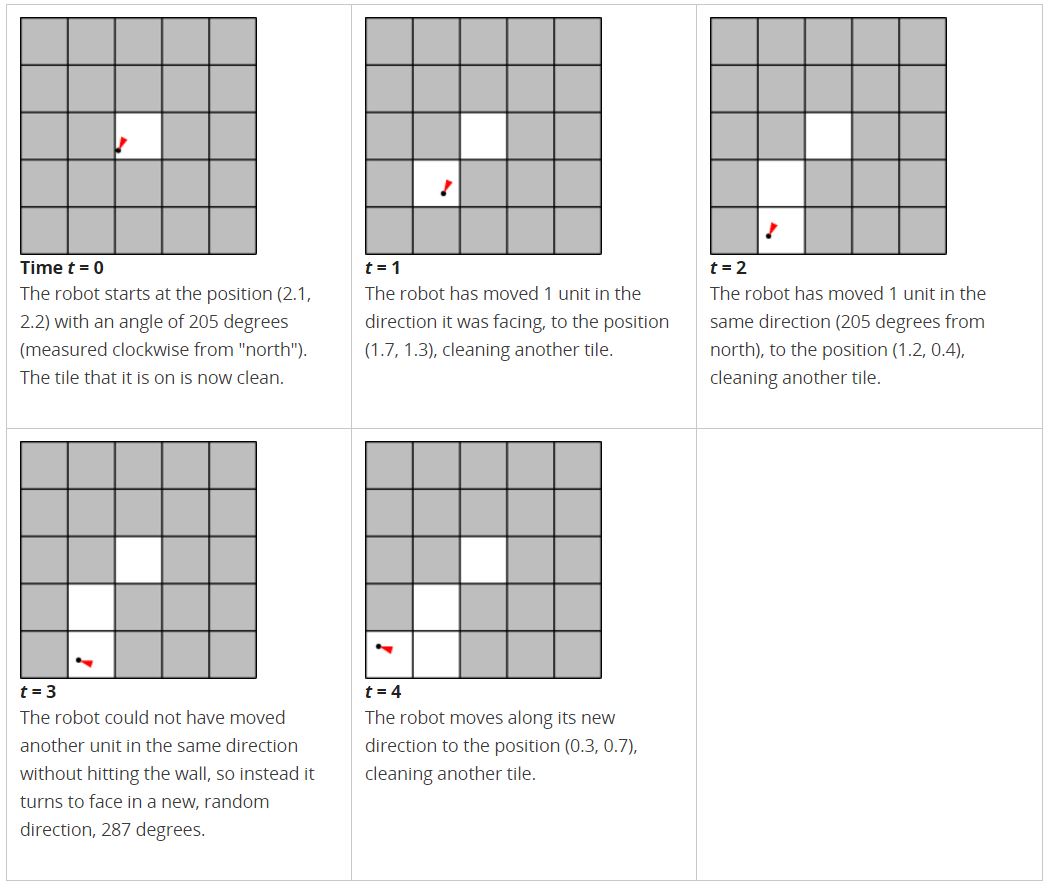 Time t = 0
The robot starts at the position (2.1,
2.2) with an angle of 205 degrees
(measured clockwise from "north").
The tile that it is on is now clean.
t = 1
The robot has moved 1 unit in the
direction it was facing, to the position
(1.7, 1.3), cleaning another tile.
t = 2
The robot has moved 1 unit in the
same direction (205 degrees from
north), to the position (1.2, 0.4),
cleaning another tile.
t = 3
The robot could not have moved
another unit in the same direction
without hitting the wall, so instead it
turns to face in a new, random
direction, 287 degrees.
t = 4
The robot moves along its new
direction to the position (0.3, 0.7),
cleaning another tile.